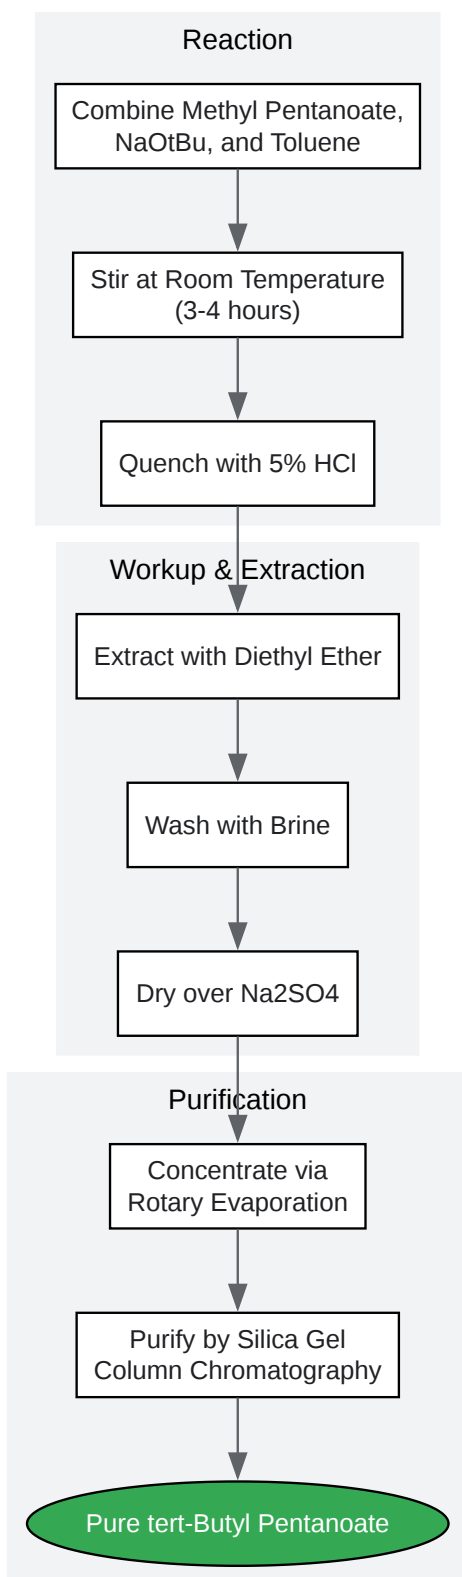 Reaction
Combine Methyl Pentanoate,
NaOtBu, and Toluene
Stir at Room Temperature
(3-4 hours)
Quench with 5% HCl
Workup & Extraction
Extract with Diethyl Ether
Wash with Brine
Dry over Na2SO4
Purification
Concentrate via
Rotary Evaporation
Purify by Silica Gel
Column Chromatography
Pure tert-Butyl Pentanoate